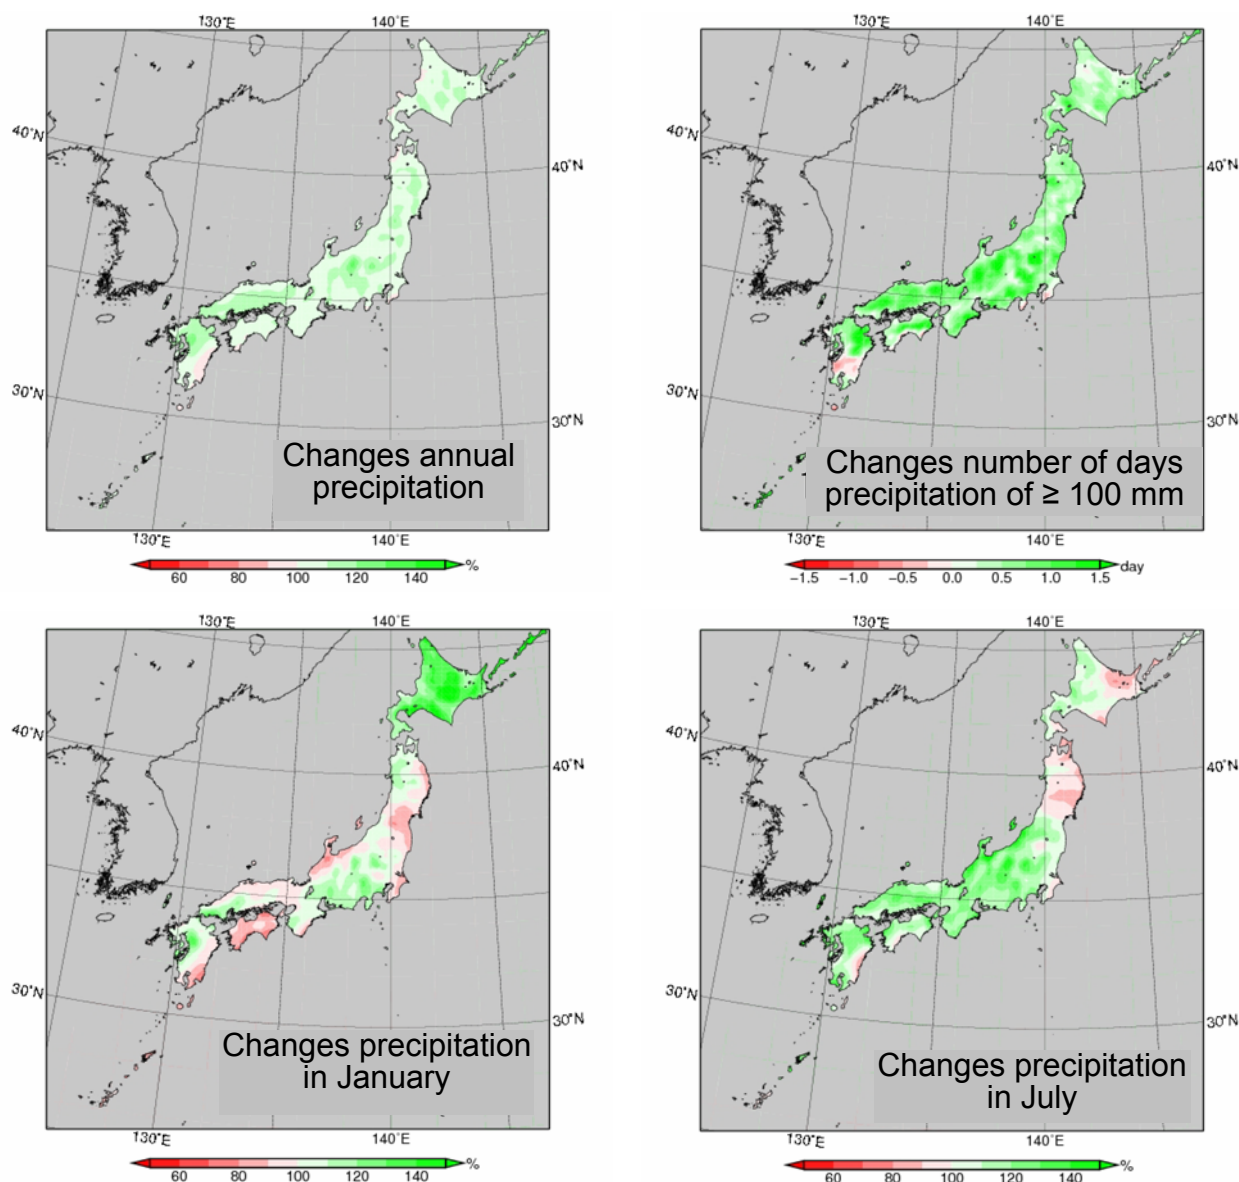 130°E 140°E
40°N 40°N
30°N 30°N
Changes annual
precipitation
130°E 140°E
60 80 100 120 140 %
130°E 140°E
40°N 40°N
30°N 30°N
Changes number of days
precipitation of ≥ 100 mm
130°E 140°E
−1.5 −1.0 −0.5 0.0 0.5 1.0 1.5 day
130°E 140°E
40°N 40°N
30°N 30°N
Changes precipitation
in January
130°E 140°E
60 80 100 120 140 %
130°E 140°E
40°N 40°N
30°N 30°N
Changes precipitation
in July
130°E 140°E
60 80 100 120 140 %